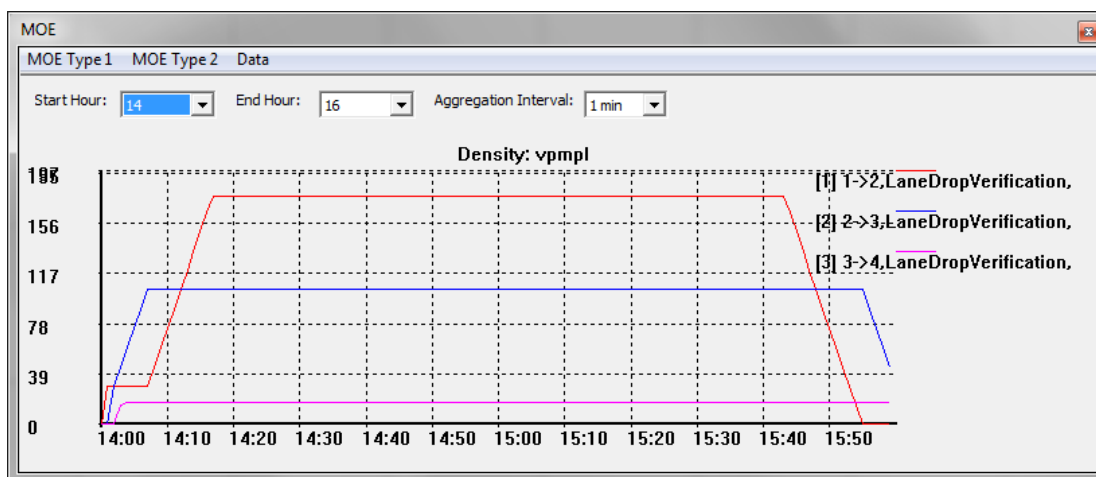 MOE
MOE Type 1 MOE Type 2 Data
Start Hour: 14 End Hour: 16 Aggregation Interval: 1 min
Density: vpmpl
[1] 1->2,LaneDropVerification,
156
[2] 2->3,LaneDropVerification,
117
[3] 3->4,LaneDropVerification,
78
39
0
14:00 14:10 14:20 14:30 14:40 14:50 15:00 15:10 15:20 15:30 15:40 15:50